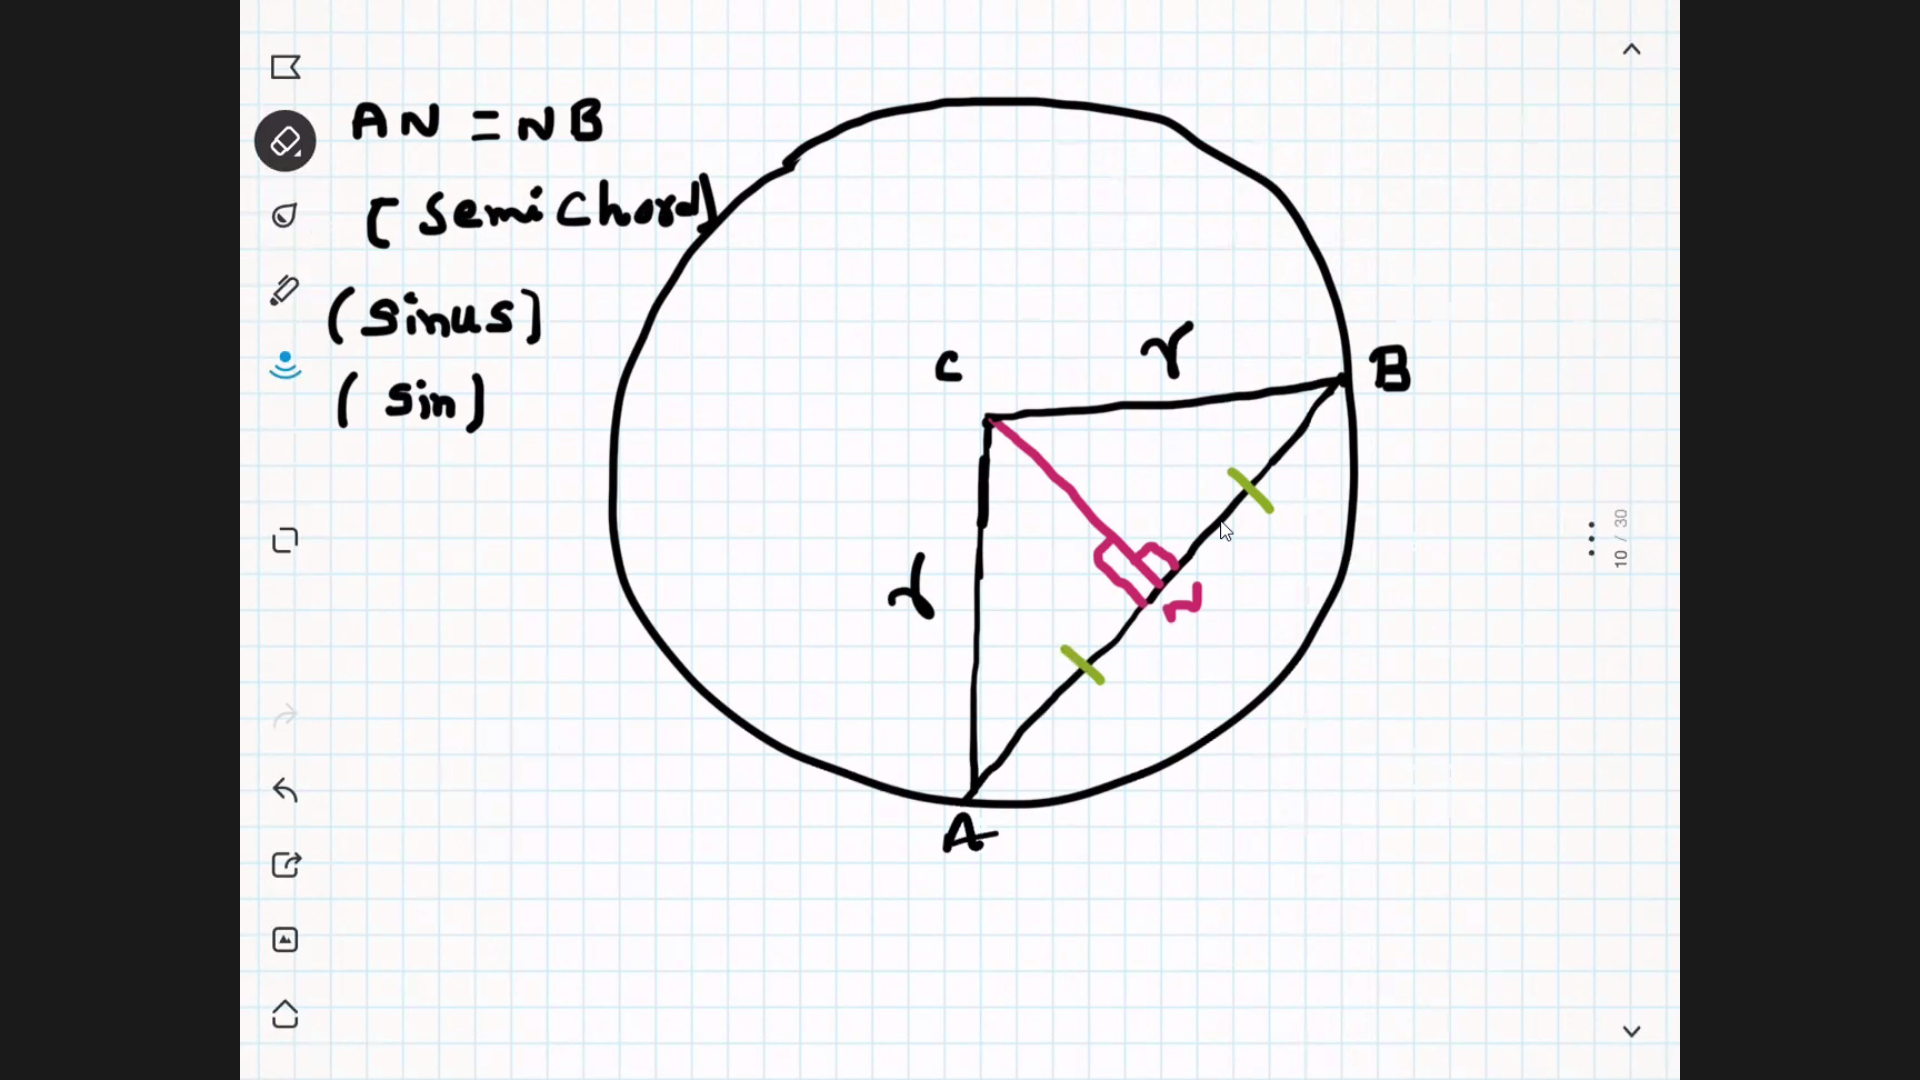 AN = NB
[Semi Chord)
(Sinus]
(Sin)
C
r
B
r
N
A
10 / 30